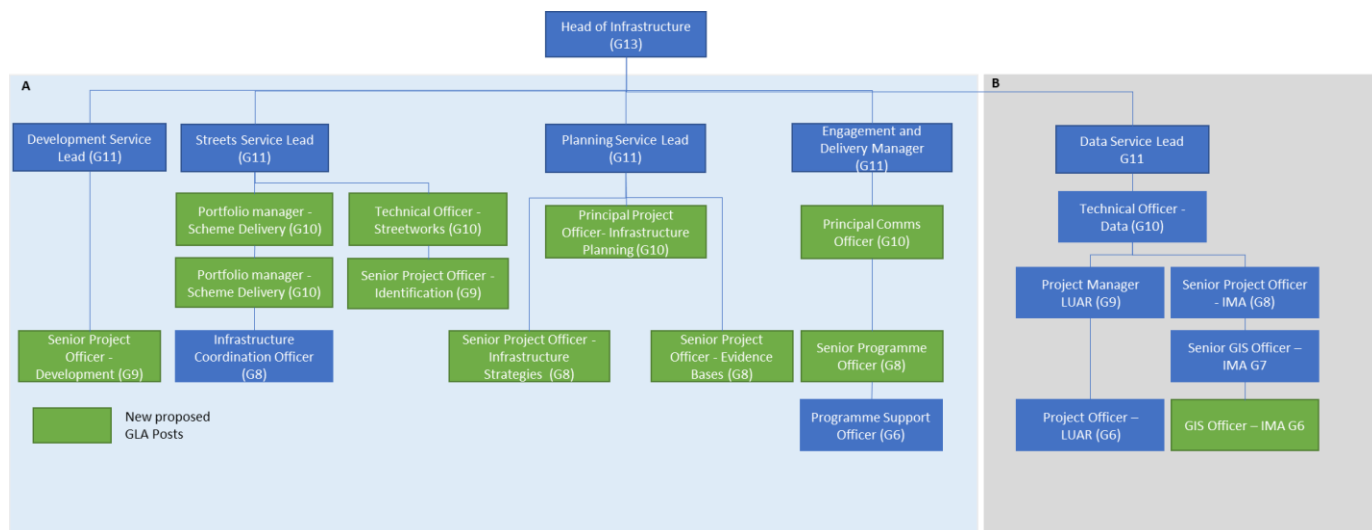 Head of Infrastructure
(G13)
A
B
Development Service
Lead (G11)
Streets Service Lead
(G11)
Planning Service Lead
(G11)
Engagement and
Delivery Manager
(G11)
Data Service Lead
G11
Portfolio manager -
Scheme Delivery (G10)
Technical Officer -
Streetworks (G10)
Principal Project
Officer- Infrastructure
Planning (G10)
Principal Comms
Officer (G10)
Technical Officer -
Data (G10)
Portfolio manager -
Scheme Delivery (G10)
Senior Project Officer -
Identification (G9)
Project Manager
LUAR (G9)
Senior Project Officer
- IMA (G8)
Senior Project
Officer -
Development (G9)
Infrastructure
Coordination Officer
(G8)
Senior Project Officer -
Infrastructure
Strategies (G8)
Senior Project
Officer - Evidence
Bases (G8)
Senior Programme
Officer (G8)
Senior GIS Officer –
IMA G7
New proposed
GLA Posts
Programme Support
Officer (G6)
Project Officer –
LUAR (G6)
GIS Officer – IMA G6